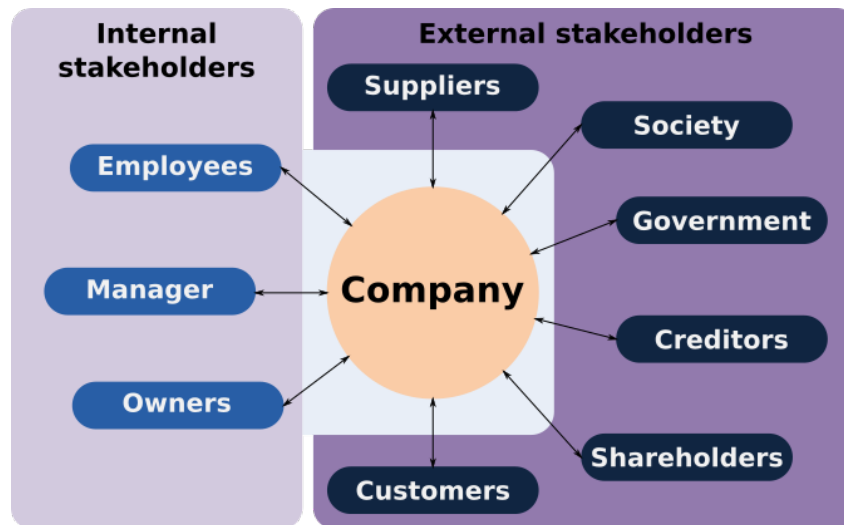 Internal
stakeholders
Employees
Manager
Owners
External stakeholders
Suppliers
Society
Government
Company
Creditors
Shareholders
Customers